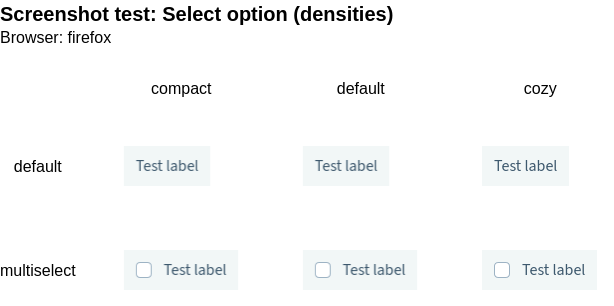 Screenshot test: Select option (densities)
Browser: firefox
compact default cozy
default Test label Test label Test label
multiselect Test label Test label Test label